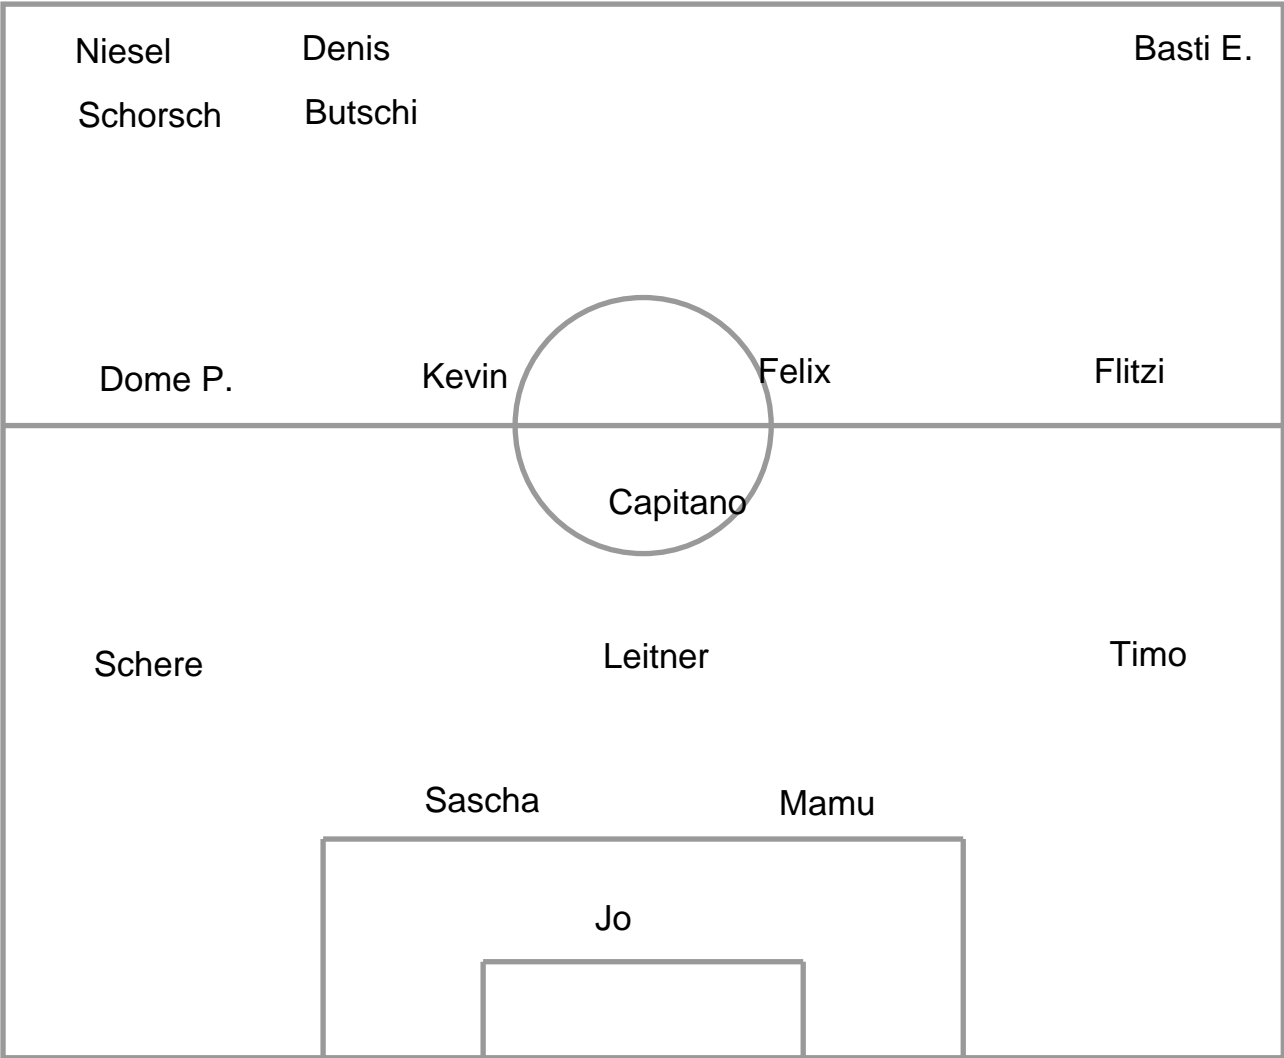 Niesel Denis Basti E.
Schorsch Butschi
Dome P. Kevin Felix Flitzi
Capitano
Schere Leitner Timo
Sascha Mamu
Jo